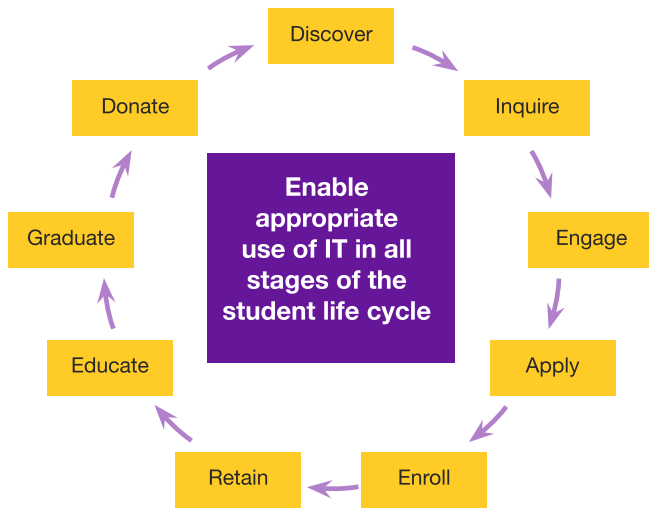 Discover
Inquire
Engage
Apply
Enroll
Retain
Educate
Graduate
Donate
Enable
appropriate
use of IT in all
stages of the
student life cycle